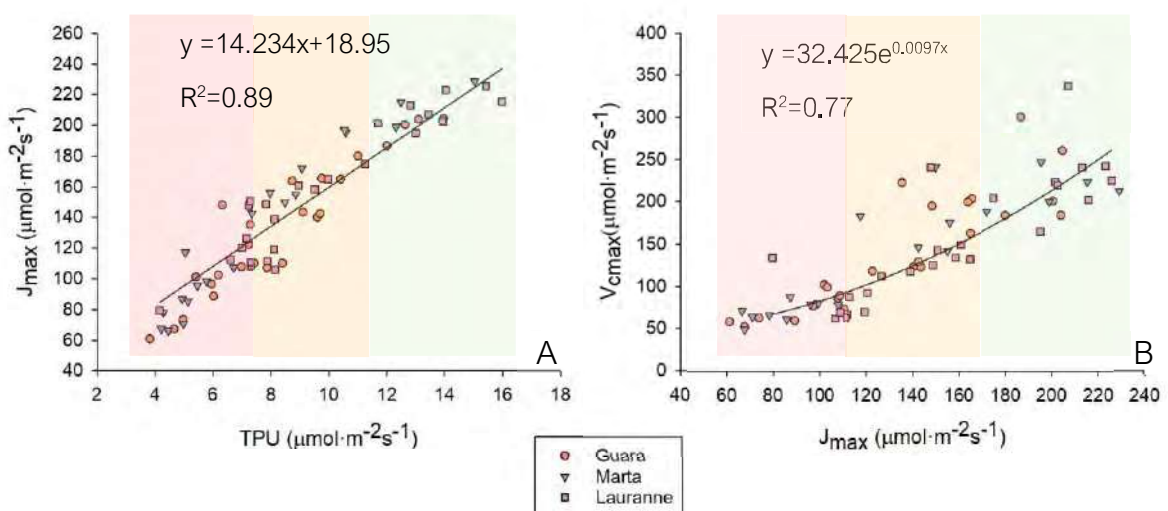 y =14.234x+18.95
R²=0.89
260
240
220
200
180
160
140
120
100
80
60
40
Jmax (μmol·m⁻²s⁻¹)
2 4 6 8 10 12 14 16 18
TPU (μmol·m⁻²s⁻¹)
A
y =32.425e^0.0097x
R²=0.77
400
350
300
250
200
150
100
50
0
Vcmax(μmol·m⁻²s⁻¹)
40 60 80 100 120 140 160 180 200 220 240
Jmax (μmol·m⁻²s⁻¹)
B
Guara
Marta
Lauranne